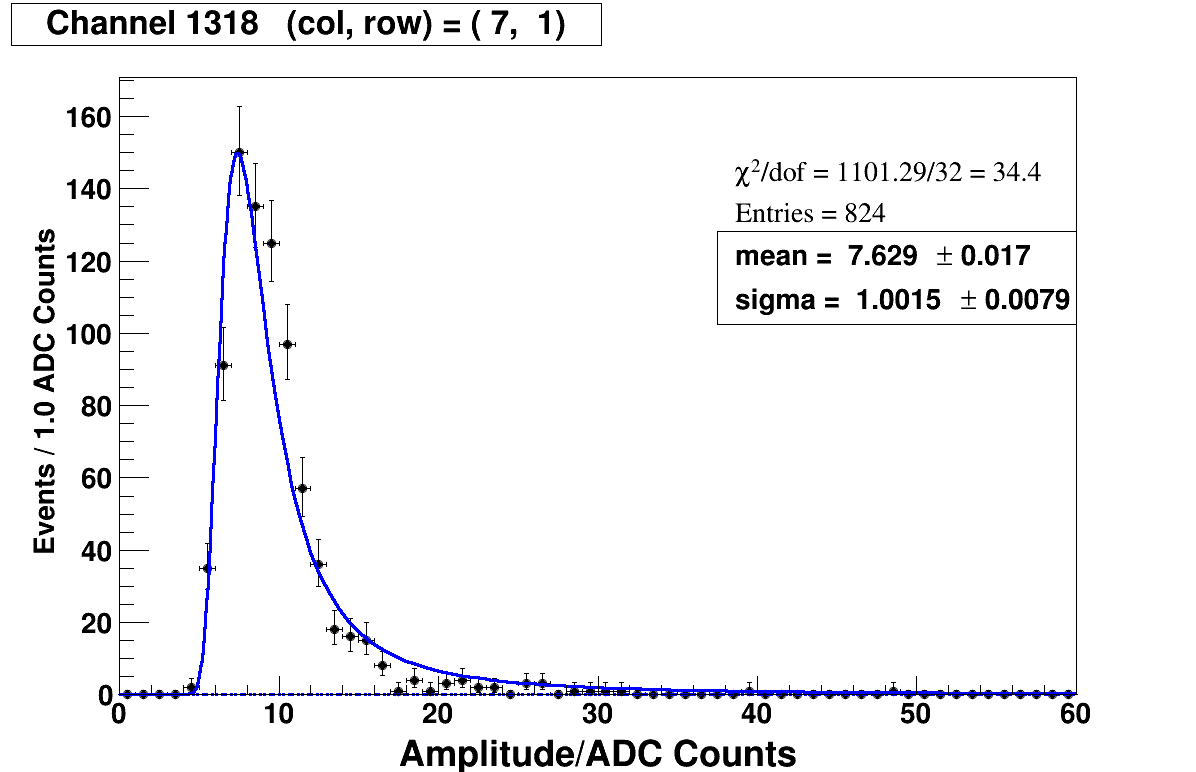 Channel 1318 (col, row) = ( 7, 1)
160
140
120
100
80
60
40
20
0
Events / 1.0 ADC Counts
χ²/dof = 1101.29/32 = 34.4
Entries = 824
mean = 7.629 ± 0.017
sigma = 1.0015 ± 0.0079
0 10 20 30 40 50 60
Amplitude/ADC Counts